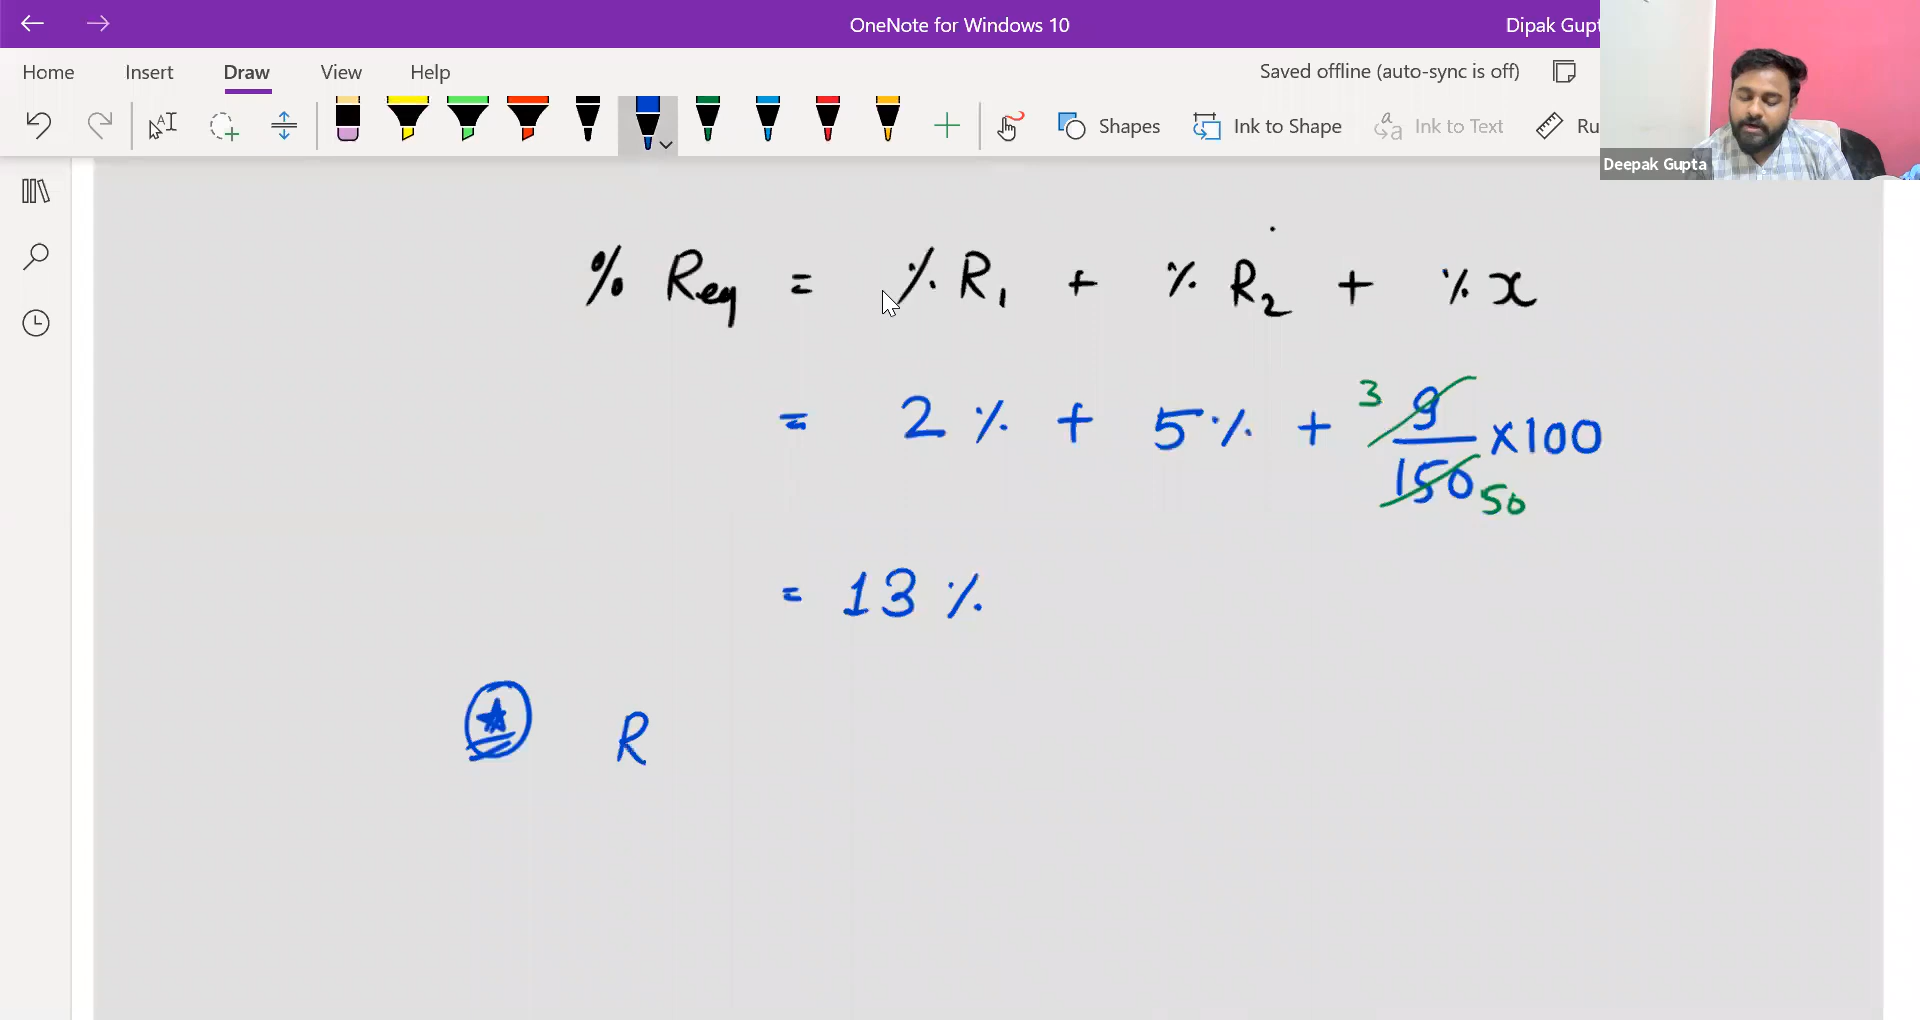 OneNote for Windows 10
Dipak Gupt
Home Insert Draw View Help
Saved offline (auto-sync is off)
Shapes Ink to Shape Ink to Text Ru
Deepak Gupta
% Req = % R₁ + % R₂ + % x
= 2 % + 5 % + 3 9/150 50 × 100
= 13 %
R